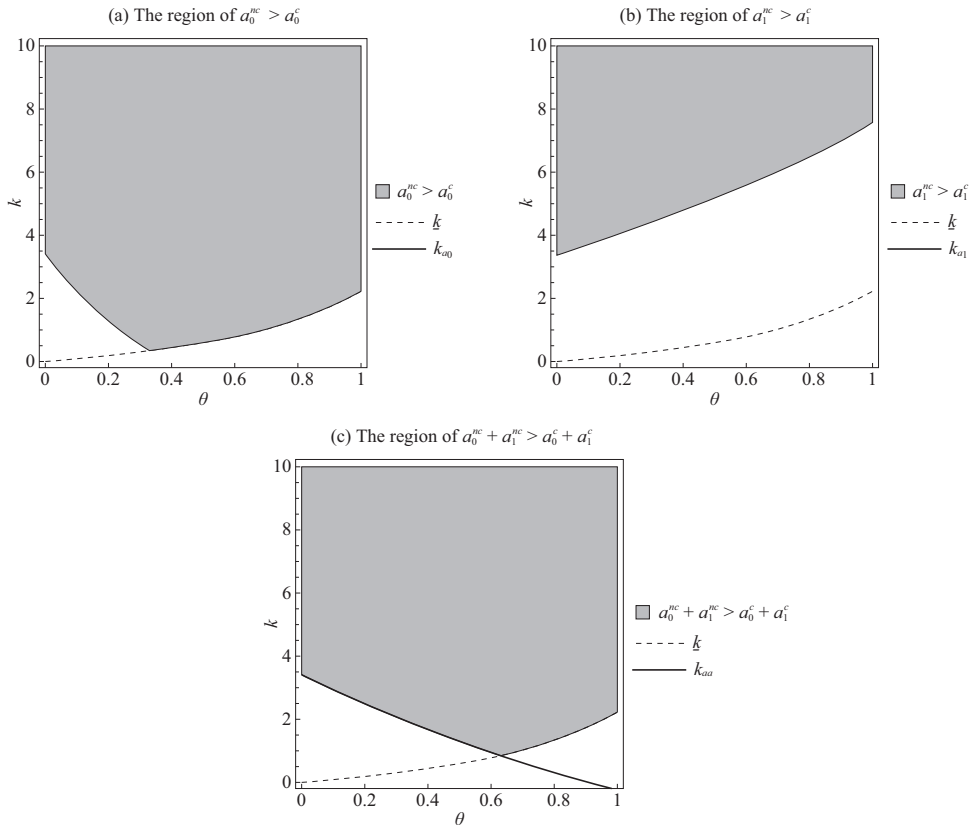 (a) The region of a₀ⁿᶜ > a₀ᶜ
10
8
6
4
2
0
k
0 0.2 0.4 0.6 0.8 1
θ
a₀ⁿᶜ > a₀ᶜ
k̲
kₐ₀
(b) The region of a₁ⁿᶜ > a₁ᶜ
10
8
6
4
2
0
k
0 0.2 0.4 0.6 0.8 1
θ
a₁ⁿᶜ > a₁ᶜ
k̲
kₐ₁
(c) The region of a₀ⁿᶜ + a₁ⁿᶜ > a₀ᶜ + a₁ᶜ
10
8
6
4
2
0
k
0 0.2 0.4 0.6 0.8 1
θ
a₀ⁿᶜ + a₁ⁿᶜ > a₀ᶜ + a₁ᶜ
k̲
kₐₐ